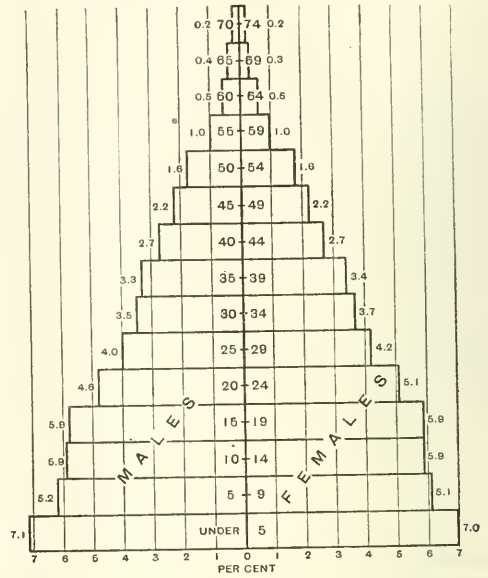 0.2 70 74 0.2
0.4 65 69 0.3
0.5 60 64 0.5
1.0 55 59 1.0
1.6 50 54 1.6
2.2 45 49 2.2
2.7 40 44 2.7
3.3 35 39 3.4
3.5 30 34 3.7
4.0 25 29 4.2
4.6 20 24 5.1
5.9 15 19 5.9
5.9 10 14 5.9
5.2 5 9 5.1
MALES
FEMALES
7.1 UNDER 5 7.0
7 6 5 4 3 2 1 0 1 2 3 4 5 6 7
PER CENT